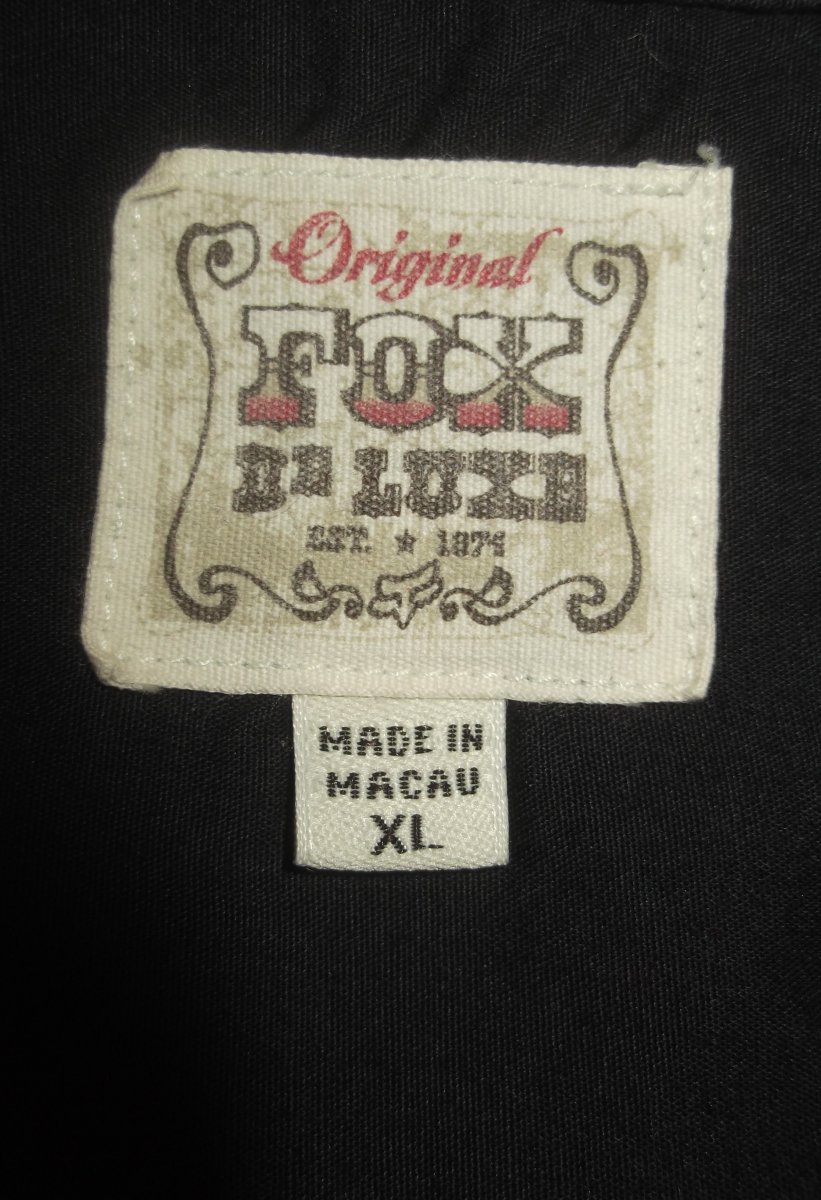 Original
FOX
DE LUXE
EST. ★ 1974
MADE IN
MACAU
XL